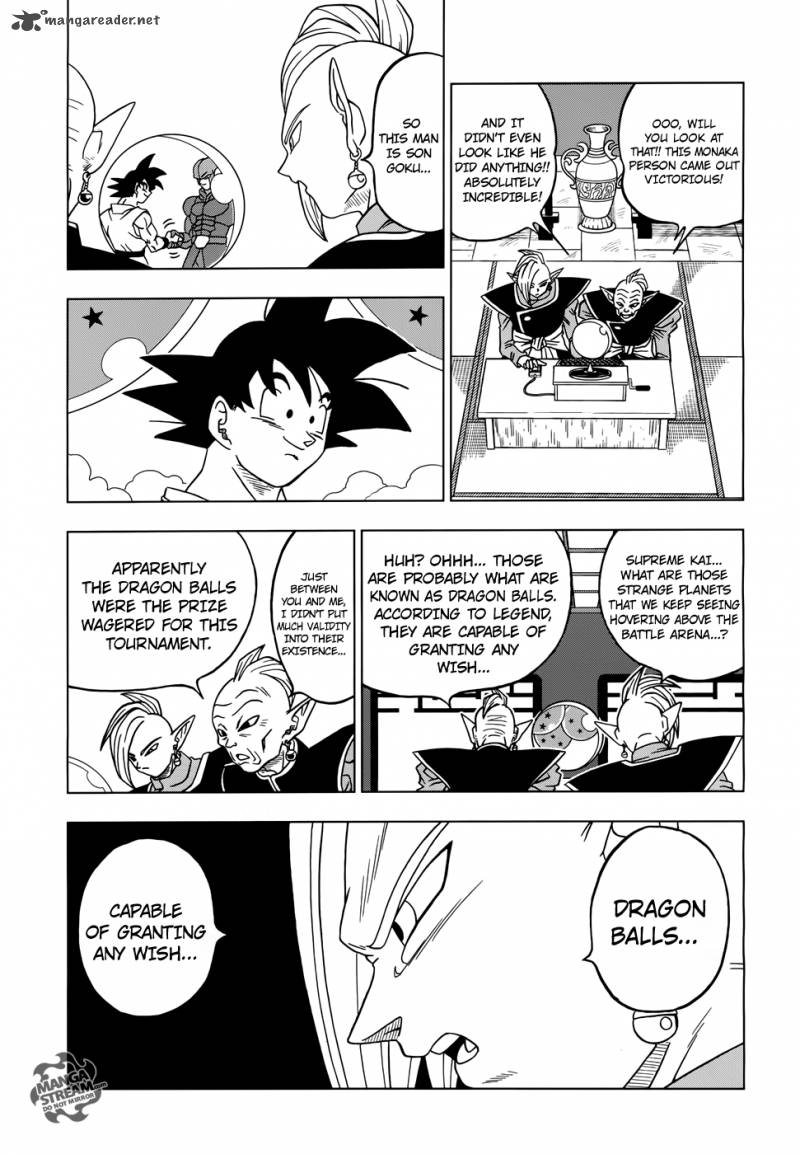 mangareader.net
OOO, WILL
YOU LOOK AT
THAT!! THIS MONAKA
PERSON CAME OUT
VICTORIOUS!
AND IT
DIDN'T EVEN
LOOK LIKE HE
DID ANYTHING!!
ABSOLUTELY
INCREDIBLE!
SO
THIS MAN
IS SON
GOKU...
SUPREME KAI...
WHAT ARE THOSE
STRANGE PLANETS
THAT WE KEEP SEEING
HOVERING ABOVE THE
BATTLE ARENA...?
HUH? OHHH... THOSE
ARE PROBABLY WHAT ARE
KNOWN AS DRAGON BALLS.
ACCORDING TO LEGEND,
THEY ARE CAPABLE OF
GRANTING ANY
WISH...
JUST
BETWEEN
YOU AND ME,
I DIDN'T PUT
MUCH VALIDITY
INTO THEIR
EXISTENCE...
APPARENTLY
THE DRAGON BALLS
WERE THE PRIZE
WAGERED FOR THIS
TOURNAMENT.
DRAGON
BALLS...
CAPABLE
OF GRANTING
ANY WISH...
MANGA
STREAM.com
DO NOT MIRROR